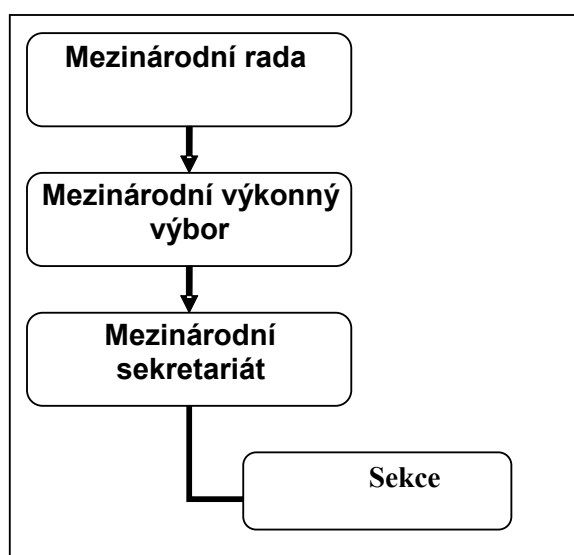 Mezinárodní rada
Mezinárodní výkonný
výbor
Mezinárodní
sekretariát
Sekce